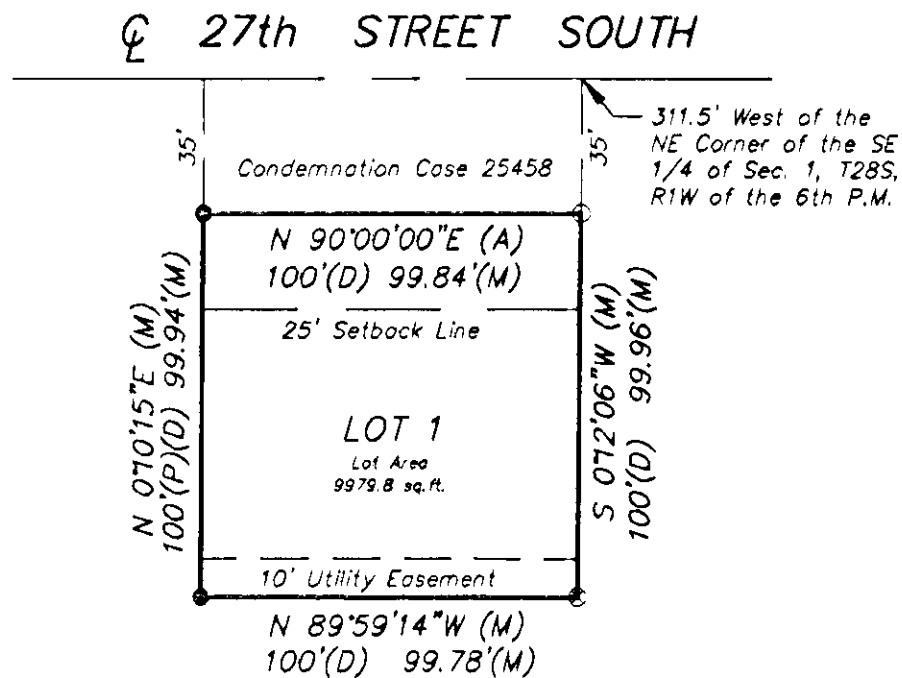 ℄ 27th STREET SOUTH
35'
35'
311.5' West of the
NE Corner of the SE
1/4 of Sec. 1, T28S,
R1W of the 6th P.M.
Condemnation Case 25458
N 90°00'00"E (A)
100'(D) 99.84'(M)
25' Setback Line
N 0°10'15"E (M)
100'(P)(D) 99.94'(M)
S 0°12'06"W (M)
100'(D) 99.96'(M)
LOT 1
Lot Area
9979.8 sq.ft.
10' Utility Easement
N 89°59'14"W (M)
100'(D) 99.78'(M)